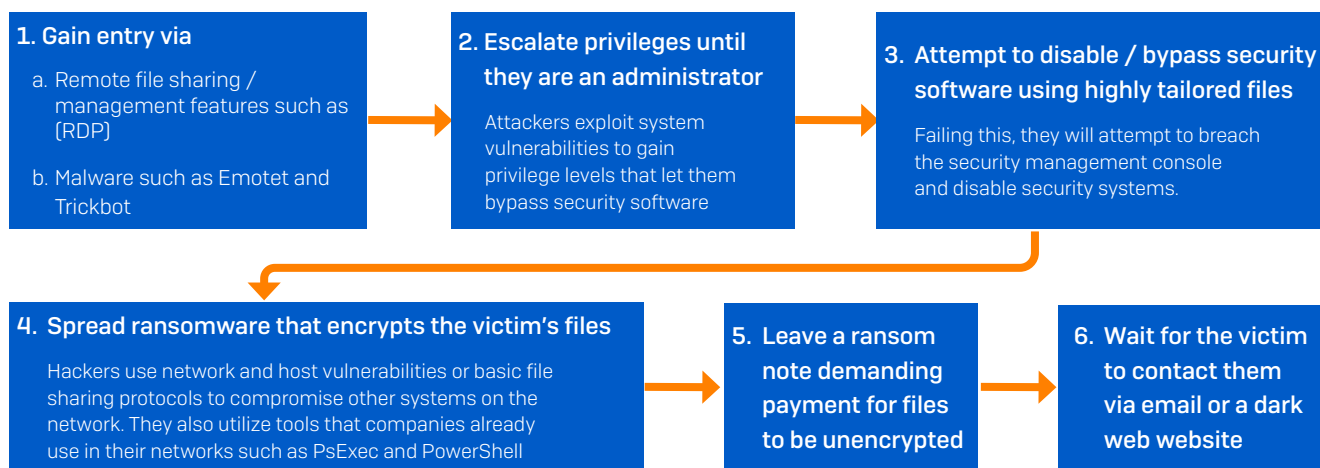 1. Gain entry via
a. Remote file sharing /
management features such as
(RDP)
b. Malware such as Emotet and
Trickbot
2. Escalate privileges until
they are an administrator
Attackers exploit system
vulnerabilities to gain
privilege levels that let them
bypass security software
3. Attempt to disable / bypass security
software using highly tailored files
Failing this, they will attempt to breach
the security management console
and disable security systems.
4. Spread ransomware that encrypts the victim’s files
Hackers use network and host vulnerabilities or basic file
sharing protocols to compromise other systems on the
network. They also utilize tools that companies already
use in their networks such as PsExec and PowerShell
5. Leave a ransom
note demanding
payment for files
to be unencrypted
6. Wait for the victim
to contact them
via email or a dark
web website